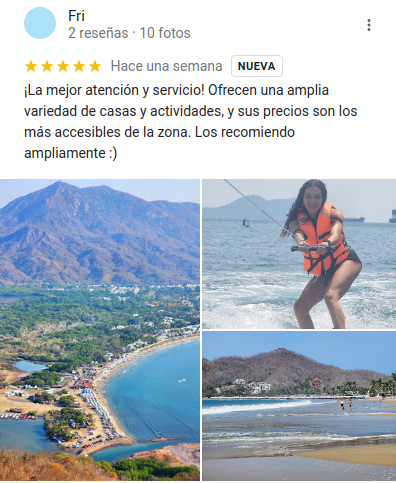 Fri
2 reseñas · 10 fotos
★★★★★ Hace una semana NUEVA
¡La mejor atención y servicio! Ofrecen una amplia
variedad de casas y actividades, y sus precios son los
más accesibles de la zona. Los recomiendo
ampliamente :)